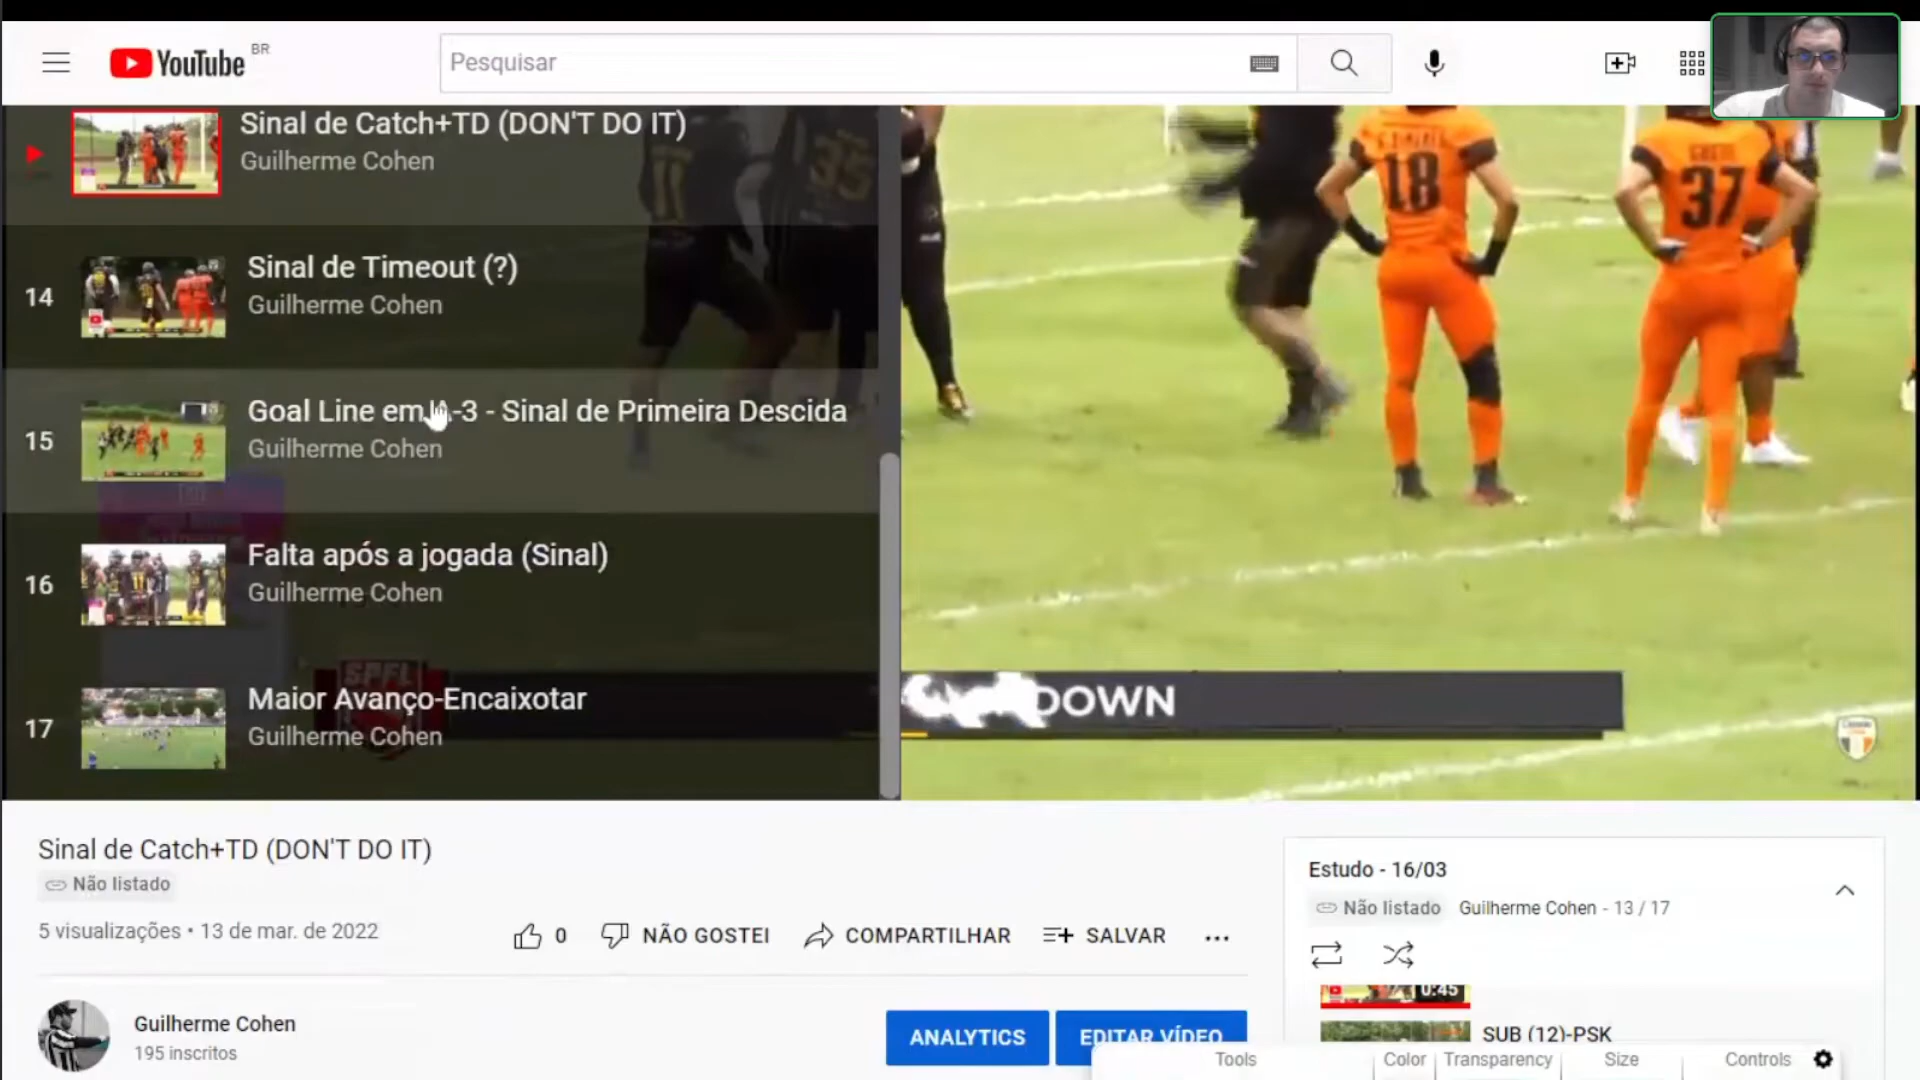 YouTube BR
Pesquisar
Sinal de Catch+TD (DON'T DO IT)
Guilherme Cohen
11
35
18
37
14
Sinal de Timeout (?)
Guilherme Cohen
15
Goal Line em A-3 - Sinal de Primeira Descida
Guilherme Cohen
16
Falta após a jogada (Sinal)
Guilherme Cohen
17
Maior Avanço-Encaixotar
Guilherme Cohen
SPFL
DOWN
Sinal de Catch+TD (DON'T DO IT)
Não listado
5 visualizações • 13 de mar. de 2022
0
NÃO GOSTEI
COMPARTILHAR
SALVAR
Guilherme Cohen
195 inscritos
ANALYTICS
EDITAR VÍDEO
Estudo - 16/03
Não listado
Guilherme Cohen - 13 / 17
0:45
SUB (12)-PSK
Tools
Color
Transparency
Size
Controls